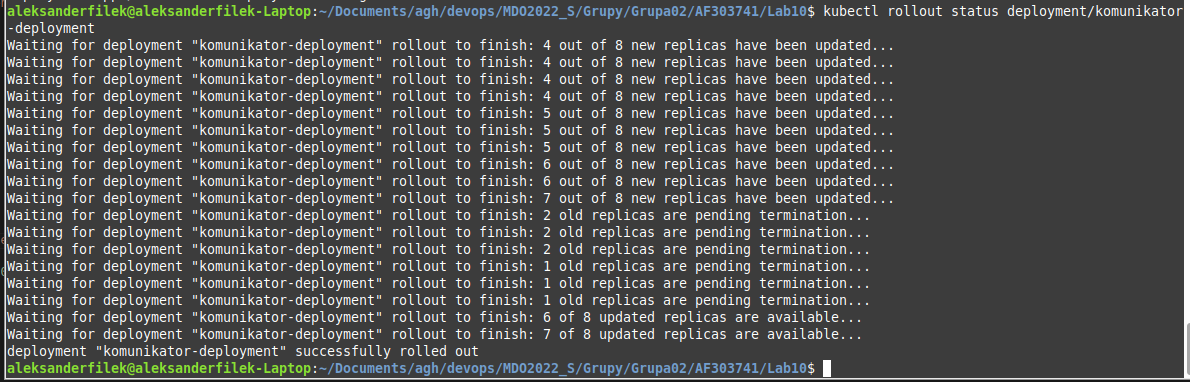 aleksanderfilek@aleksanderfilek-Laptop:~/Documents/agh/devops/MDO2022_S/Grupy/Grupa02/AF303741/Lab10$ kubectl rollout status deployment/komunikator
-deployment
Waiting for deployment "komunikator-deployment" rollout to finish: 4 out of 8 new replicas have been updated...
Waiting for deployment "komunikator-deployment" rollout to finish: 4 out of 8 new replicas have been updated...
Waiting for deployment "komunikator-deployment" rollout to finish: 4 out of 8 new replicas have been updated...
Waiting for deployment "komunikator-deployment" rollout to finish: 4 out of 8 new replicas have been updated...
Waiting for deployment "komunikator-deployment" rollout to finish: 5 out of 8 new replicas have been updated...
Waiting for deployment "komunikator-deployment" rollout to finish: 5 out of 8 new replicas have been updated...
Waiting for deployment "komunikator-deployment" rollout to finish: 5 out of 8 new replicas have been updated...
Waiting for deployment "komunikator-deployment" rollout to finish: 6 out of 8 new replicas have been updated...
Waiting for deployment "komunikator-deployment" rollout to finish: 6 out of 8 new replicas have been updated...
Waiting for deployment "komunikator-deployment" rollout to finish: 7 out of 8 new replicas have been updated...
Waiting for deployment "komunikator-deployment" rollout to finish: 2 old replicas are pending termination...
Waiting for deployment "komunikator-deployment" rollout to finish: 2 old replicas are pending termination...
Waiting for deployment "komunikator-deployment" rollout to finish: 2 old replicas are pending termination...
Waiting for deployment "komunikator-deployment" rollout to finish: 1 old replicas are pending termination...
Waiting for deployment "komunikator-deployment" rollout to finish: 1 old replicas are pending termination...
Waiting for deployment "komunikator-deployment" rollout to finish: 1 old replicas are pending termination...
Waiting for deployment "komunikator-deployment" rollout to finish: 6 of 8 updated replicas are available...
Waiting for deployment "komunikator-deployment" rollout to finish: 7 of 8 updated replicas are available...
deployment "komunikator-deployment" successfully rolled out
aleksanderfilek@aleksanderfilek-Laptop:~/Documents/agh/devops/MDO2022_S/Grupy/Grupa02/AF303741/Lab10$